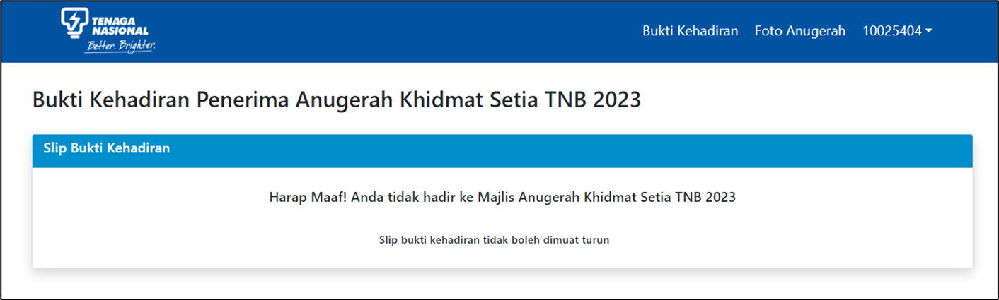 TENAGA
NASIONAL
Better. Brighter.
Bukti Kehadiran Foto Anugerah 10025404
Bukti Kehadiran Penerima Anugerah Khidmat Setia TNB 2023
Slip Bukti Kehadiran
Harap Maaf! Anda tidak hadir ke Majlis Anugerah Khidmat Setia TNB 2023
Slip bukti kehadiran tidak boleh dimuat turun